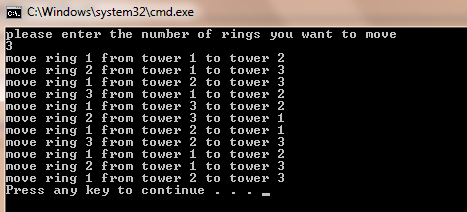 C:\Windows\system32\cmd.exe
please enter the number of rings you want to move
3
move ring 1 from tower 1 to tower 2
move ring 2 from tower 1 to tower 3
move ring 1 from tower 2 to tower 3
move ring 3 from tower 1 to tower 2
move ring 1 from tower 3 to tower 2
move ring 2 from tower 3 to tower 1
move ring 1 from tower 2 to tower 1
move ring 3 from tower 2 to tower 3
move ring 1 from tower 1 to tower 2
move ring 2 from tower 1 to tower 3
move ring 1 from tower 2 to tower 3
Press any key to continue . . . _